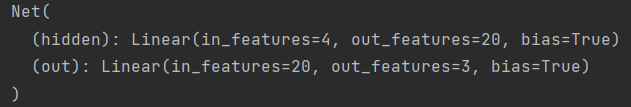 Net(
  (hidden): Linear(in_features=4, out_features=20, bias=True)
  (out): Linear(in_features=20, out_features=3, bias=True)
)